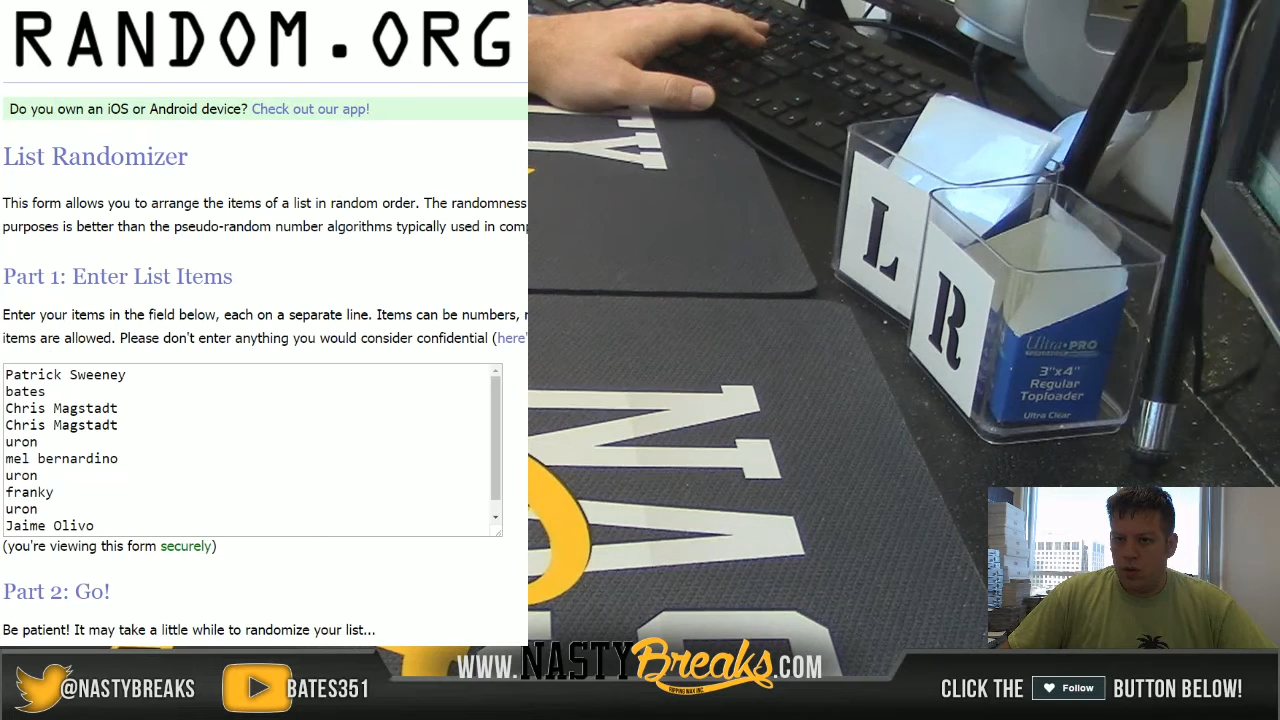 RANDOM.ORG
Do you own an iOS or Android device? Check out our app!
List Randomizer
This form allows you to arrange the items of a list in random order. The randomness
purposes is better than the pseudo-random number algorithms typically used in
Part 1: Enter List Items
Enter your items in the field below, each on a separate line. Items can be numbers,
items are allowed. Please don't enter anything you would consider confidential (here'
Patrick Sweeney
bates
Chris Magstadt
Chris Magstadt
uron
mel bernardino
uron
franky
uron
Jaime Olivo
(you're viewing this form securely)
Part 2: Go!
Be patient! It may take a little while to randomize your list...
L
R
Ultra·PRO
3"x4"
Regular
Toploader
Ultra Clear
@NASTYBREAKS
BATES351
WWW.NASTYBreaks.COM
RIPPING WAX INC
CLICK THE Follow BUTTON BELOW!